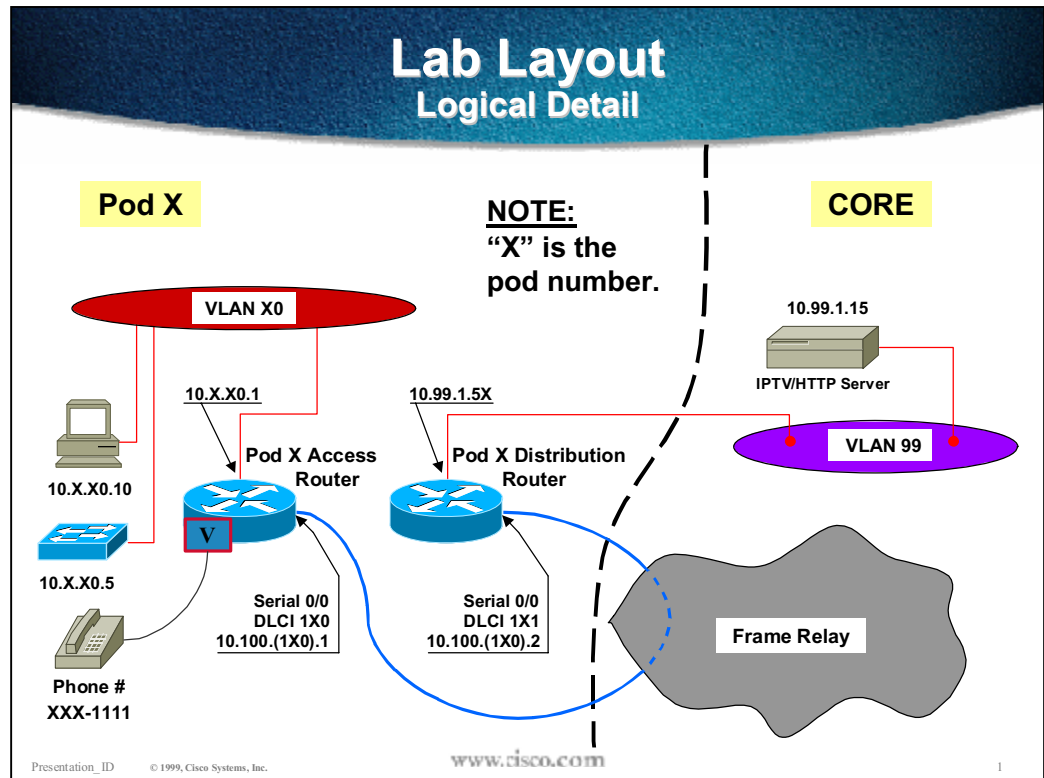 Lab Layout
Logical Detail
Pod X
NOTE:
“X” is the
pod number.
CORE
VLAN X0
10.99.1.15
IPTV/HTTP Server
10.X.X0.1
10.99.1.5X
VLAN 99
Pod X Access
Router
Pod X Distribution
Router
10.X.X0.10
V
10.X.X0.5
Serial 0/0
DLCI 1X0
10.100.(1X0).1
Serial 0/0
DLCI 1X1
10.100.(1X0).2
Frame Relay
Phone #
XXX-1111
Presentation_ID
© 1999, Cisco Systems, Inc.
www.cisco.com
1